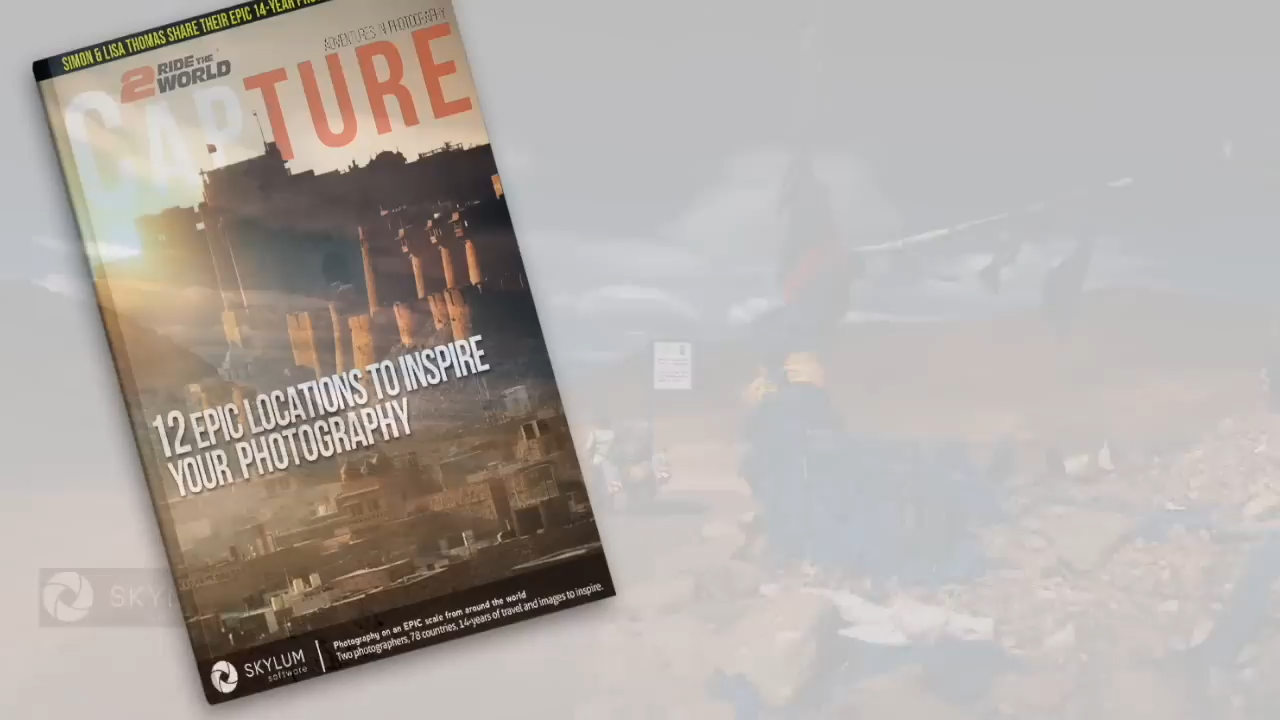 SIMON & LISA THOMAS SHARE THEIR EPIC 14-YEAR
ADVENTURES IN PHOTOGRAPHY
2 RIDE THE WORLD
CAPTURE
12 EPIC LOCATIONS TO INSPIRE
YOUR PHOTOGRAPHY
Photography on an EPIC scale from around the world
Two photographers, 78 countries, 14-years of travel and images to inspire.
SKYLUM
software
SKY